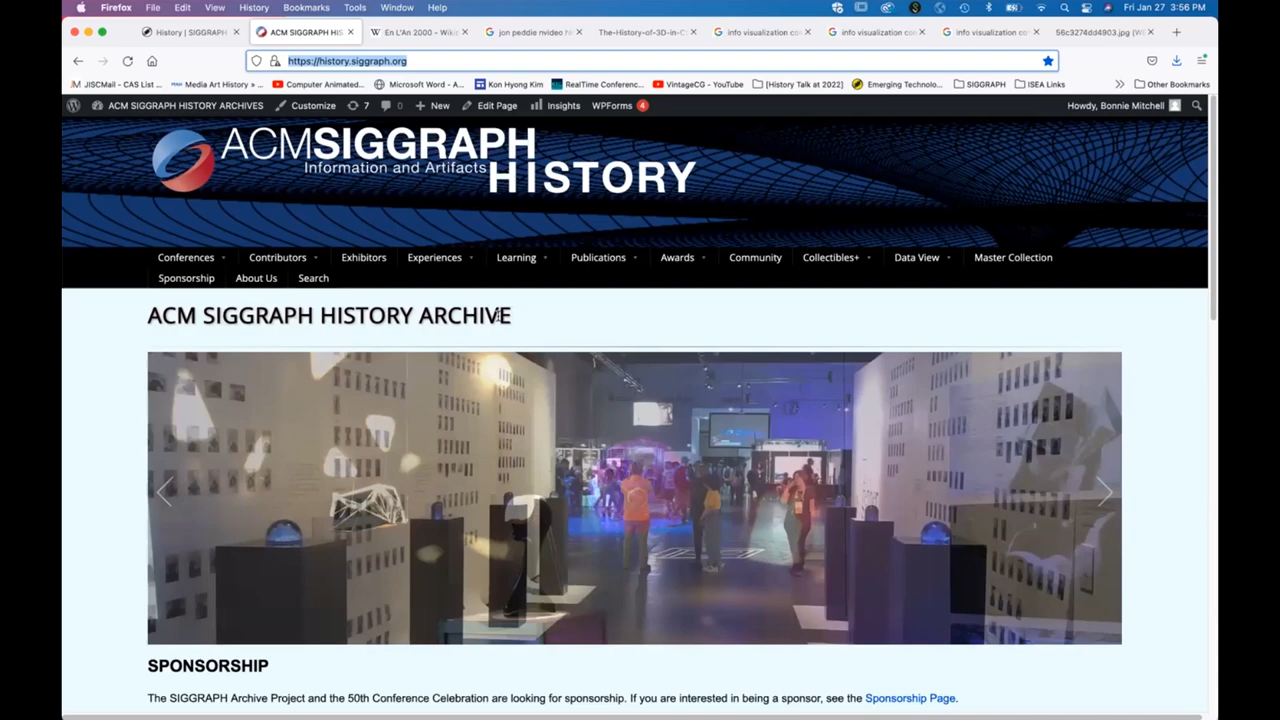 Firefox File Edit View History Bookmarks Tools Window Help Fri Jan 27 3:56 PM
History | SIGGRAPH ACM SIGGRAPH HIS En L'An 2000 - Wiki jon peddie nvideo hi The-History-of-3D-in-C info visualization co info visualization co info visualization co 56c3274dd4903.jpg (W
https://history.siggraph.org
JISCMail - CAS List ... Media Art History » ... Computer Animated... Microsoft Word - A... Kon Hyong Kim RealTime Conferenc... VintageCG - YouTube [History Talk at 2022] Emerging Technolo... SIGGRAPH ISEA Links Other Bookmarks
ACM SIGGRAPH HISTORY ARCHIVES Customize 7 0 New Edit Page Insights WPForms 4 Howdy, Bonnie Mitchell
ACMSIGGRAPH
Information and Artifacts
HISTORY
Conferences Contributors Exhibitors Experiences Learning Publications Awards Community Collectibles+ Data View Master Collection
Sponsorship About Us Search
ACM SIGGRAPH HISTORY ARCHIVE
SPONSORSHIP
The SIGGRAPH Archive Project and the 50th Conference Celebration are looking for sponsorship. If you are interested in being a sponsor, see the Sponsorship Page.